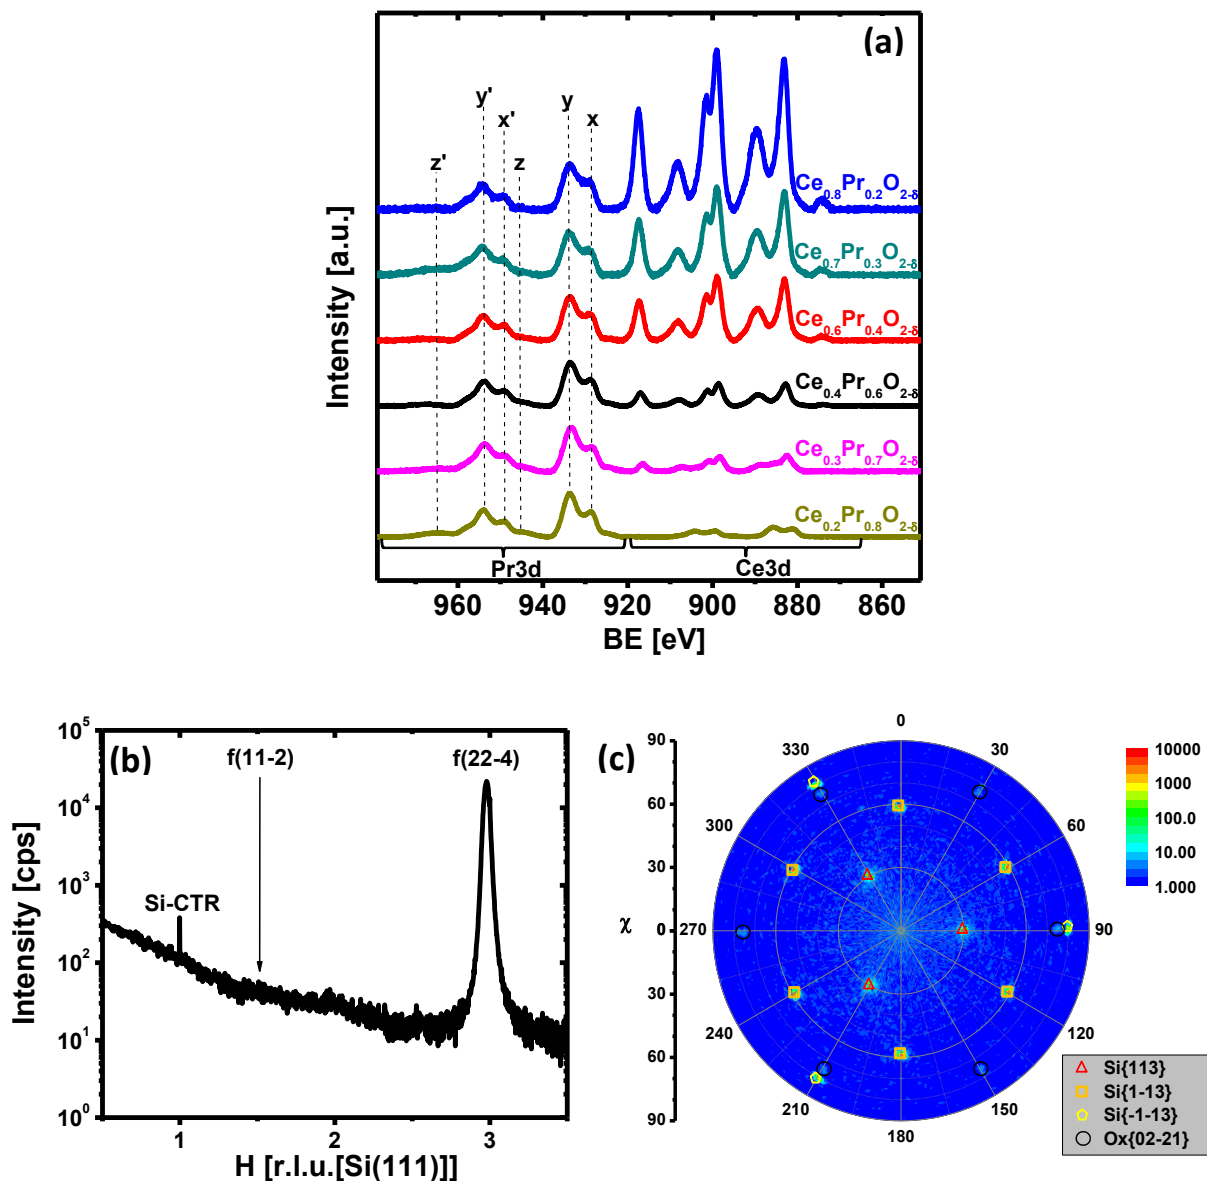 (a)
y'
x'
z'
z
y
x
Ce0.8Pr0.2O2-δ
Ce0.7Pr0.3O2-δ
Ce0.6Pr0.4O2-δ
Ce0.4Pr0.6O2-δ
Ce0.3Pr0.7O2-δ
Ce0.2Pr0.8O2-δ
Pr3d
Ce3d
Intensity [a.u.]
960 940 920 900 880 860
BE [eV]
(b)
10^5
10^4
10^3
10^2
10^1
10^0
f(11-2)
f(22-4)
Si-CTR
Intensity [cps]
1 2 3
H [r.l.u.[Si(111)]]
(c)
90
60
30
0
30
60
90
χ
0
30
60
90
120
150
180
210
240
270
300
330
10000
1000
100.0
10.00
1.000
Si{113}
Si{1-13}
Si{-1-13}
Ox{02-21}